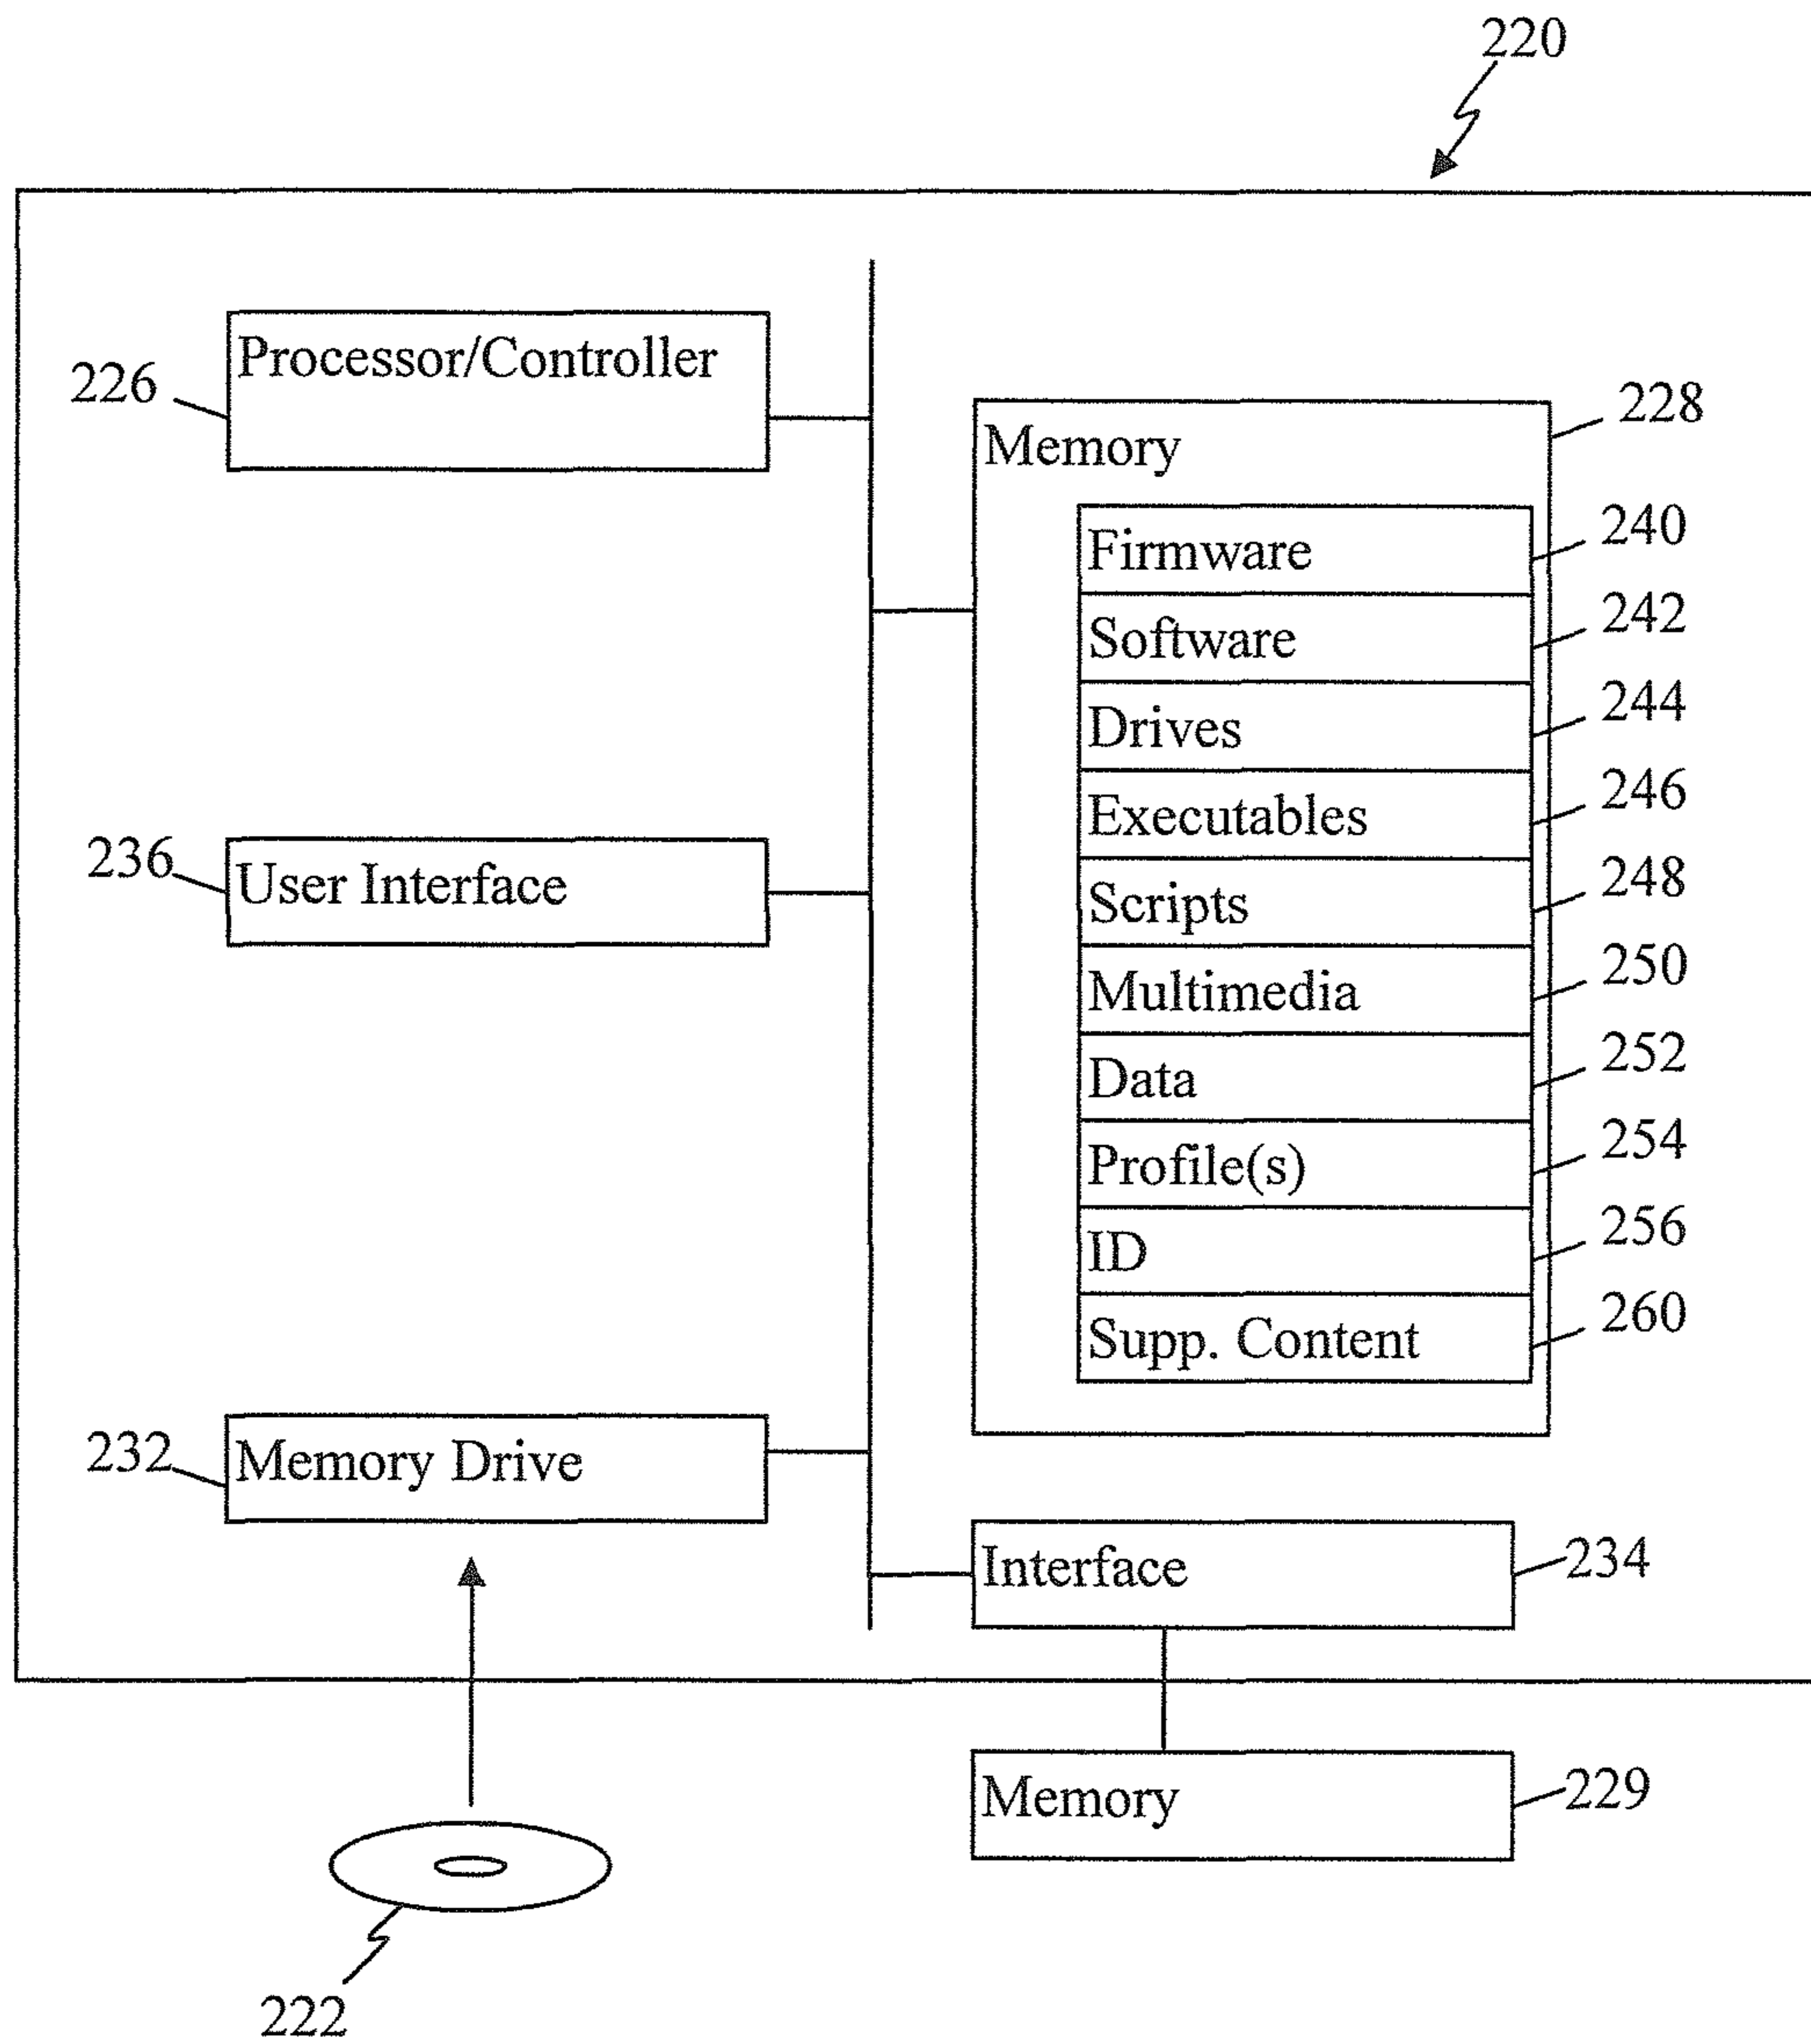 220
Processor/Controller
226
228
Memory
240
Firmware
242
Software
244
Drives
246
Executables
236
User Interface
248
Scripts
250
Multimedia
252
Data
254
Profile(s)
256
ID
260
Supp. Content
232
Memory Drive
Interface
234
Memory
229
222